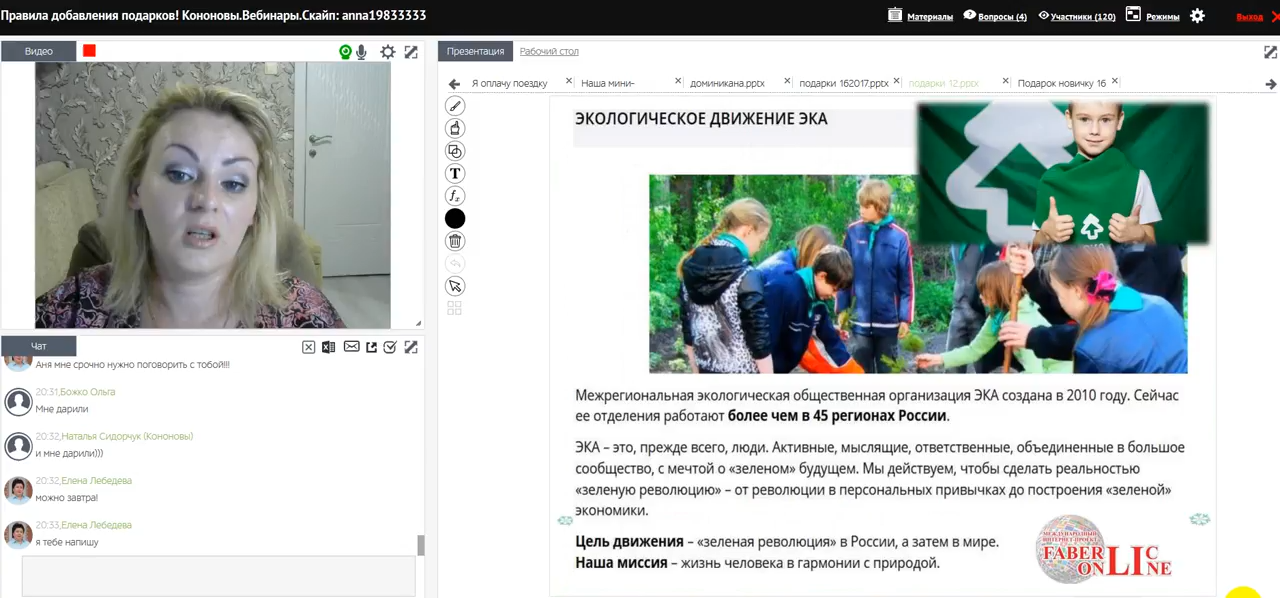 Правила добавления подарков! Кононовы.Вебинары.Скайп: anna19833333
Материалы
Вопросы (4)
Участники (120)
Режимы
Выход
Видео
Презентация
Рабочий стол
Я оплачу поездку
Наша мини-
доминикана.pptx
подарки 162017.pptx
подарки 12.pptx
Подарок новичку 16
ЭКОЛОГИЧЕСКОЕ ДВИЖЕНИЕ ЭКА
Межрегиональная экологическая общественная организация ЭКА создана в 2010 году. Сейчас
ее отделения работают более чем в 45 регионах России.
ЭКА – это, прежде всего, люди. Активные, мыслящие, ответственные, объединенные в большое
сообщество, с мечтой о «зеленом» будущем. Мы действуем, чтобы сделать реальностью
«зеленую революцию» – от революции в персональных привычках до построения «зеленой»
экономики.
Цель движения – «зеленая революция» в России, а затем в мире.
Наша миссия – жизнь человека в гармонии с природой.
МЕЖДУНАРОДНЫЙ
ИНТЕРНЕТ-ПРОЕКТ
FABERLIC
ONLINE
Чат
Аня мне срочно нужно поговорить с тобой!!!
20:31,Божко Ольга
Мне дарили
20:32,Наталья Сидорчук (Кононовы)
и мне дарили)))
20:32,Елена Лебедева
можно завтра!
20:33,Елена Лебедева
я тебе напишу